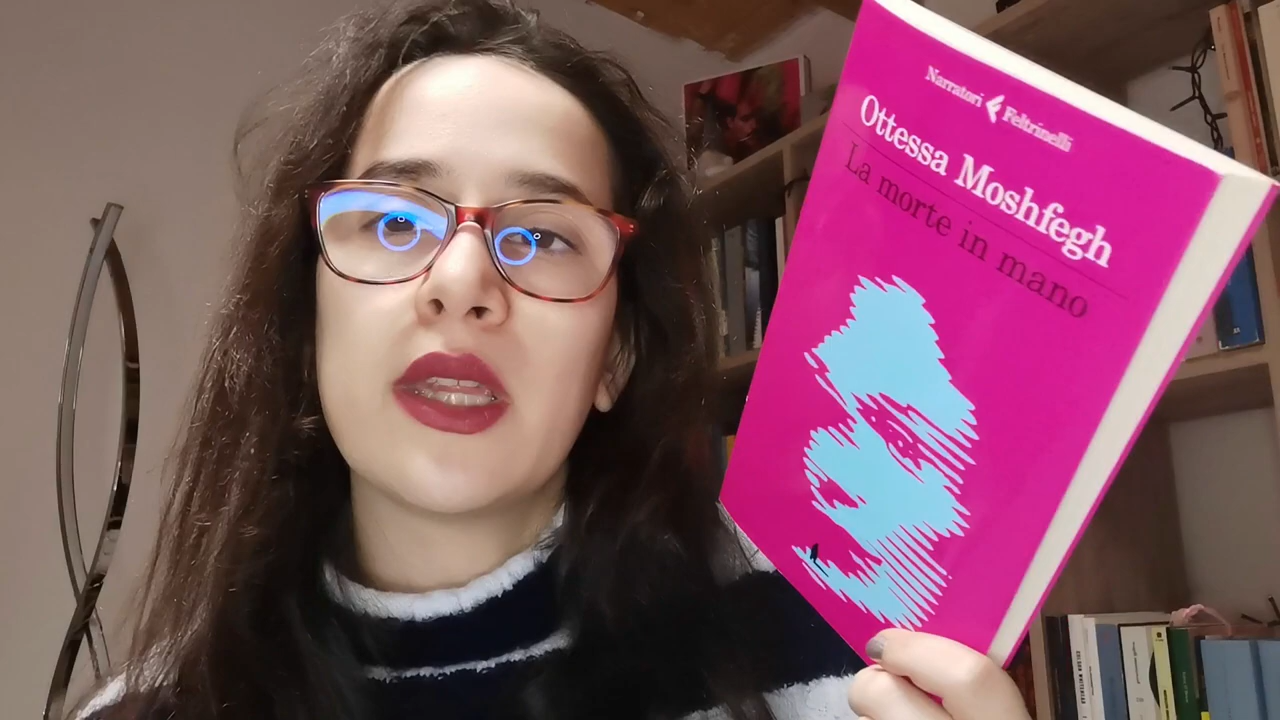 Narratori Feltrinelli
Ottessa Moshfegh
La morte in mano